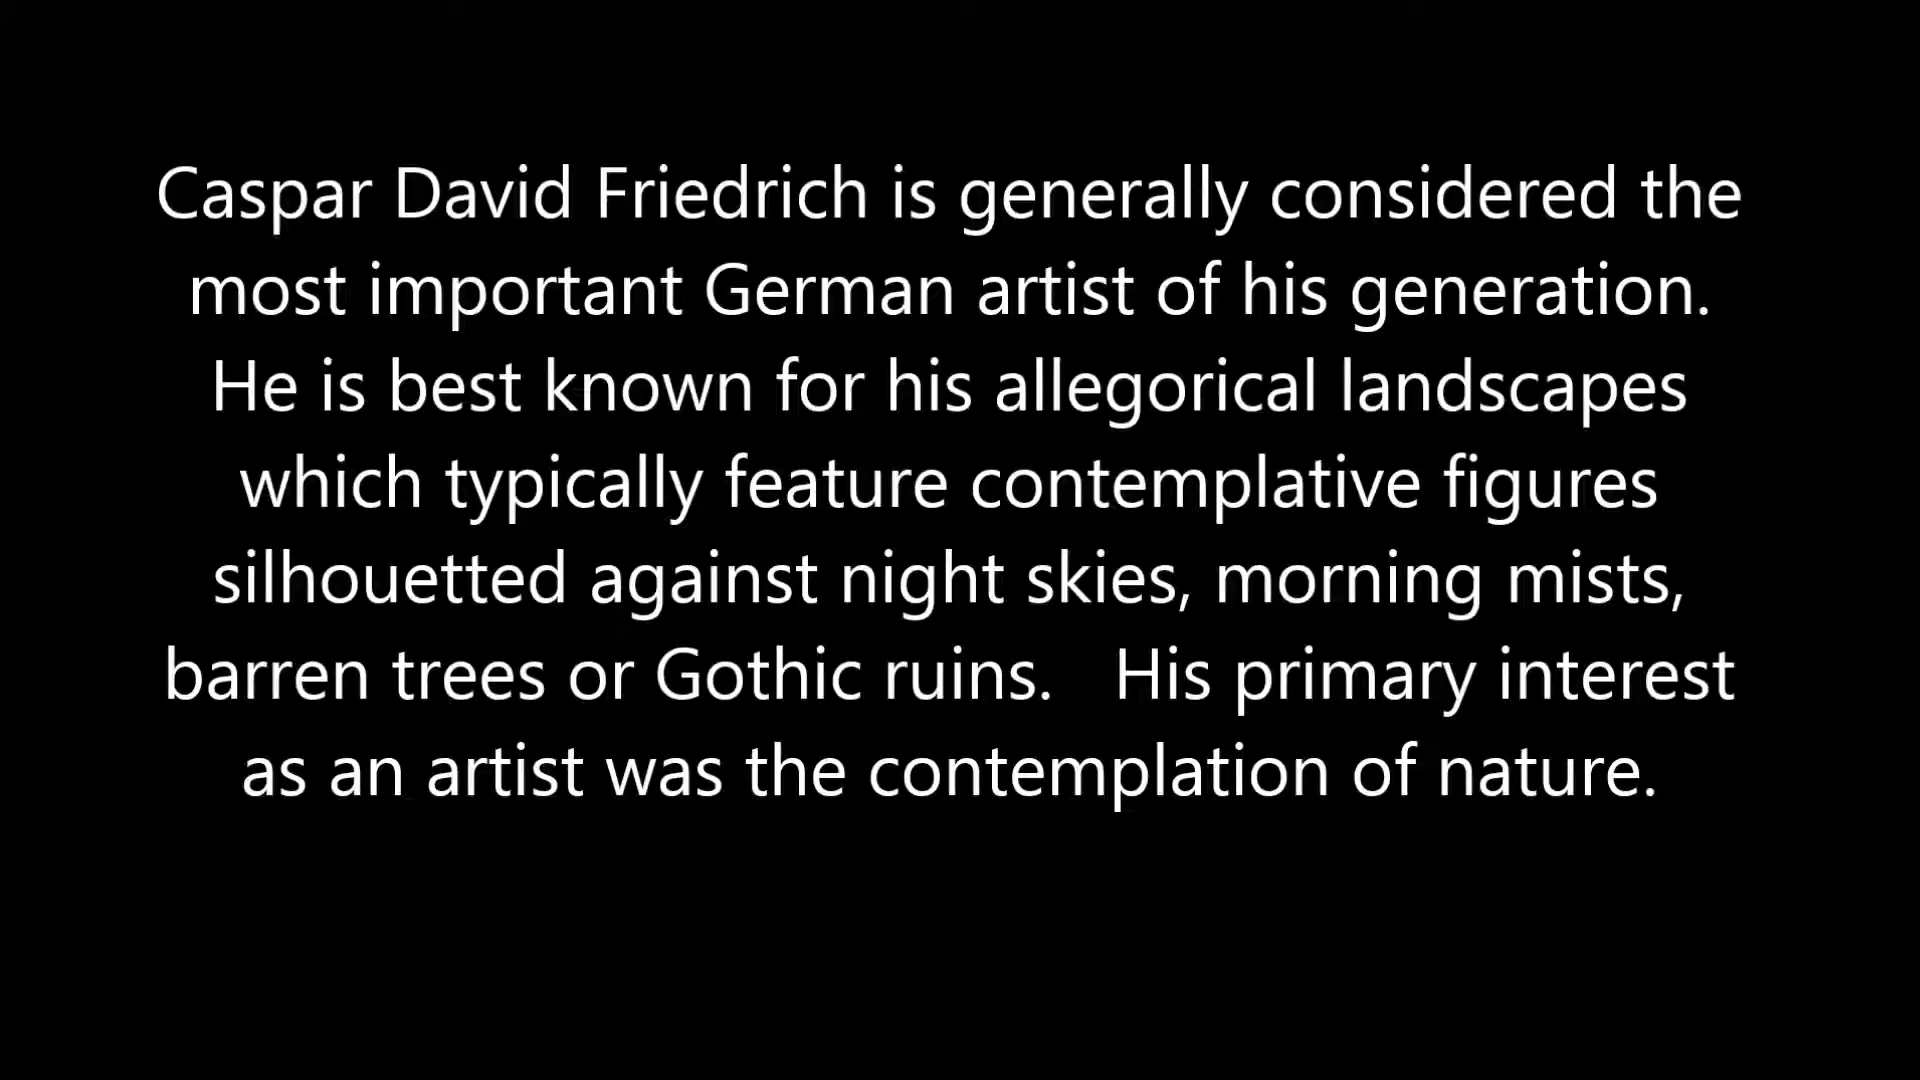 Caspar David Friedrich is generally considered the
most important German artist of his generation.
He is best known for his allegorical landscapes
which typically feature contemplative figures
silhouetted against night skies, morning mists,
barren trees or Gothic ruins.   His primary interest
as an artist was the contemplation of nature.